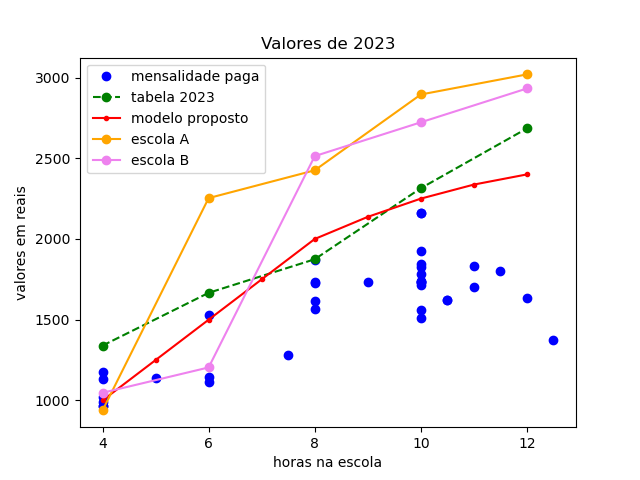 Valores de 2023
mensalidade paga
tabela 2023
modelo proposto
escola A
escola B
valores em reais
3000
2500
2000
1500
1000
4 6 8 10 12
horas na escola